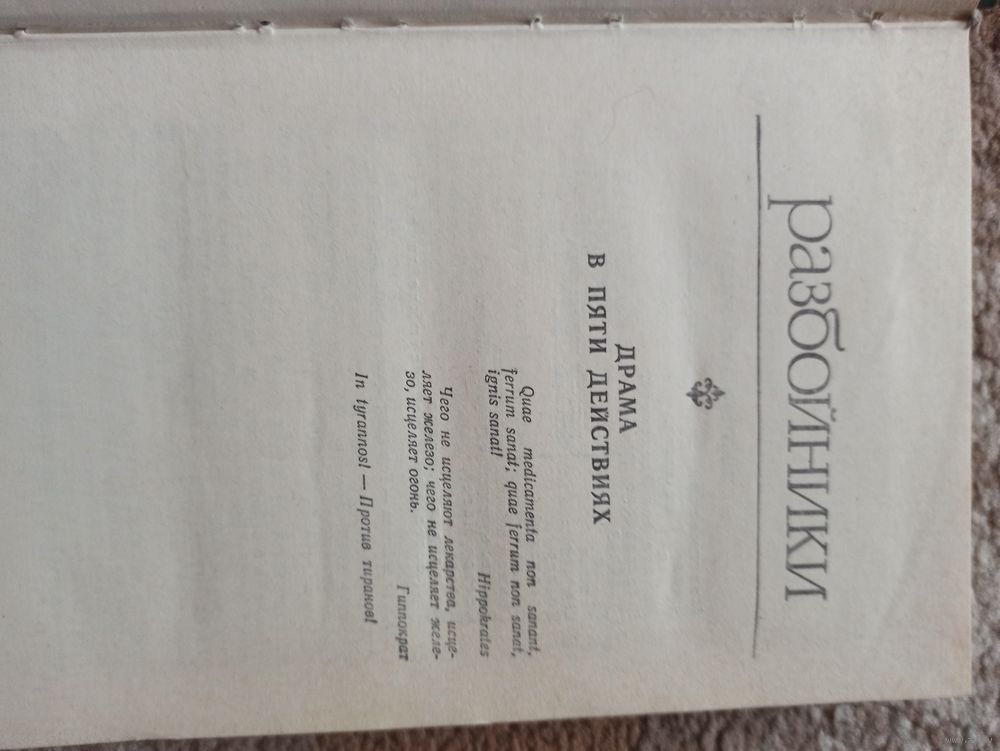 разбойники
ДРАМА
В ПЯТИ ДЕЙСТВИЯХ
Quae medicamenta non sanant,
ferrum sanat; quae ferrum non sanat,
ignis sanat!
Hippokrates
Чего не исцеляют лекарства, исце-
ляет железо; чего не исцеляет желе-
зо, исцеляет огонь.
Гиппократ
In tyrannos! — Против тиранов!